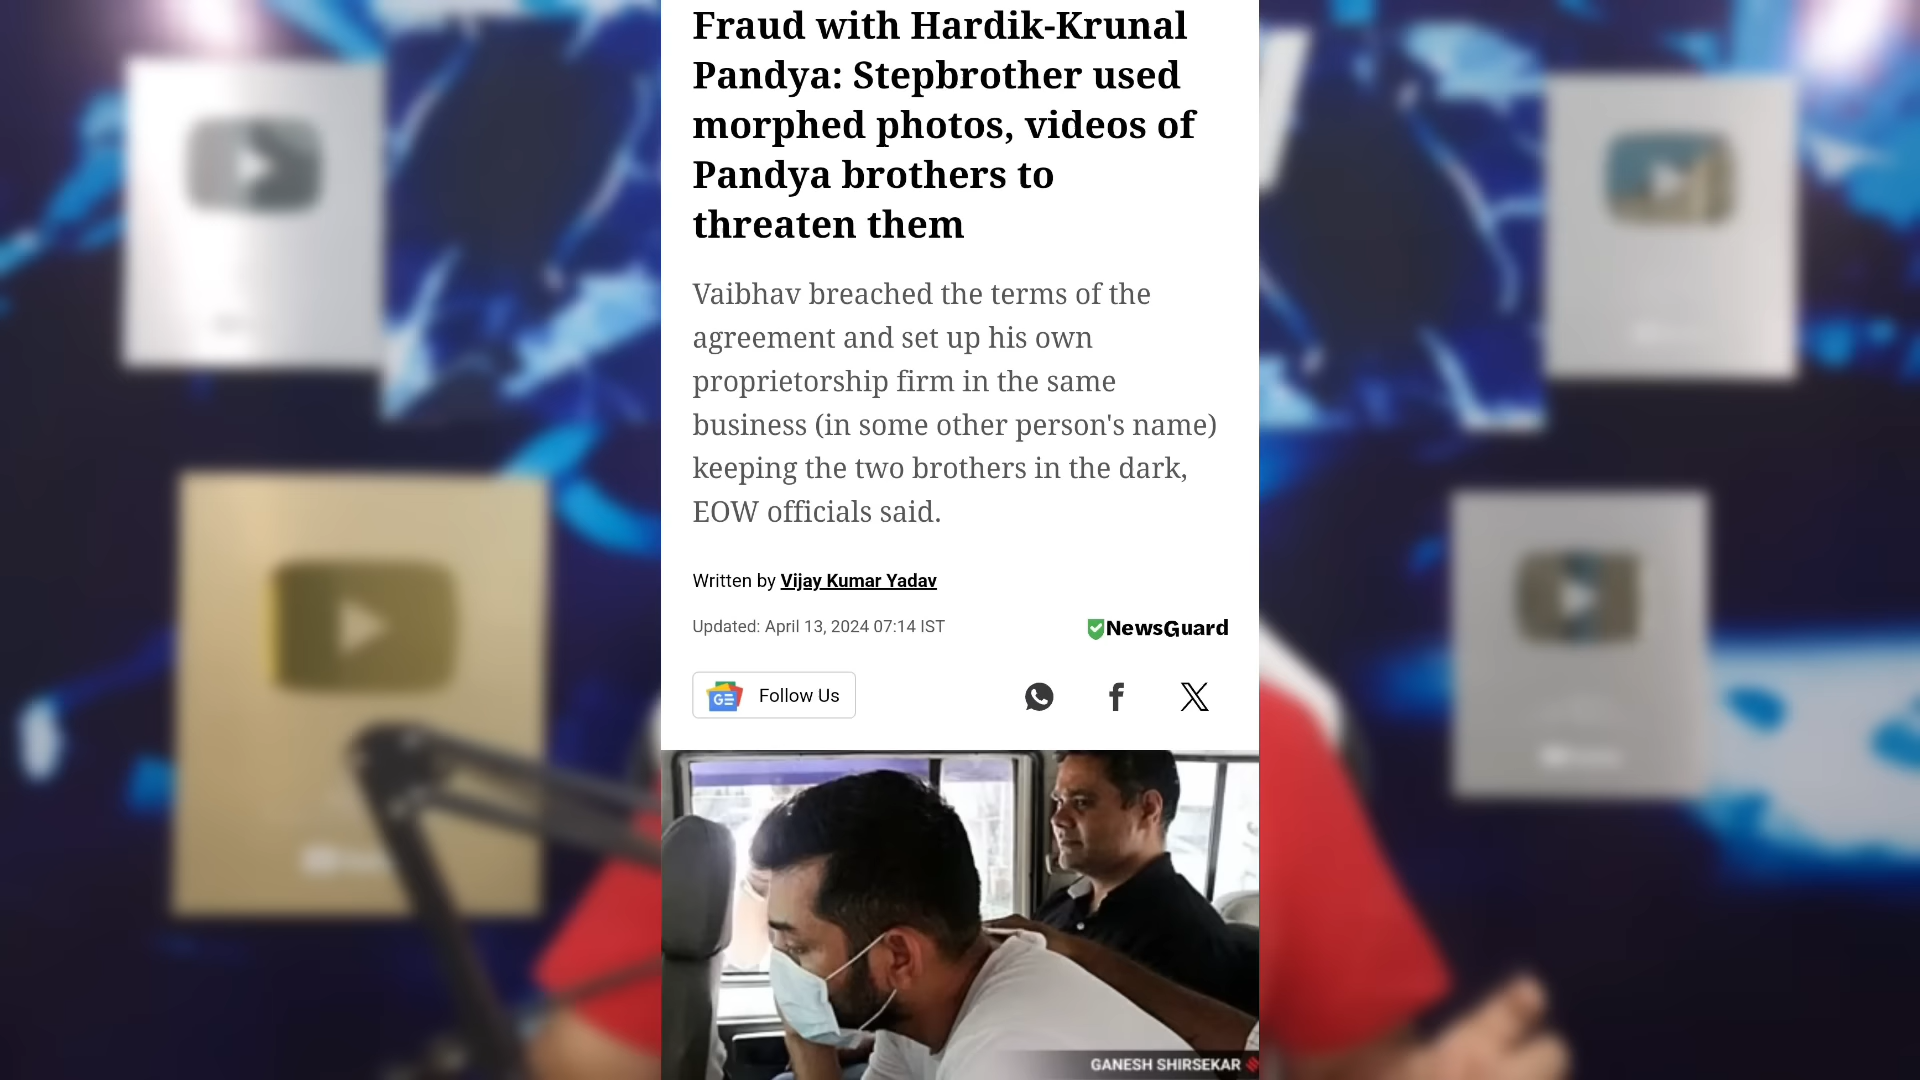 Fraud with Hardik-Krunal
Pandya: Stepbrother used
morphed photos, videos of
Pandya brothers to
threaten them
Vaibhav breached the terms of the
agreement and set up his own
proprietorship firm in the same
business (in some other person's name)
keeping the two brothers in the dark,
EOW officials said.
Written by Vijay Kumar Yadav
Updated: April 13, 2024 07:14 IST
NewsGuard
GE Follow Us
GANESH SHIRSEKAR